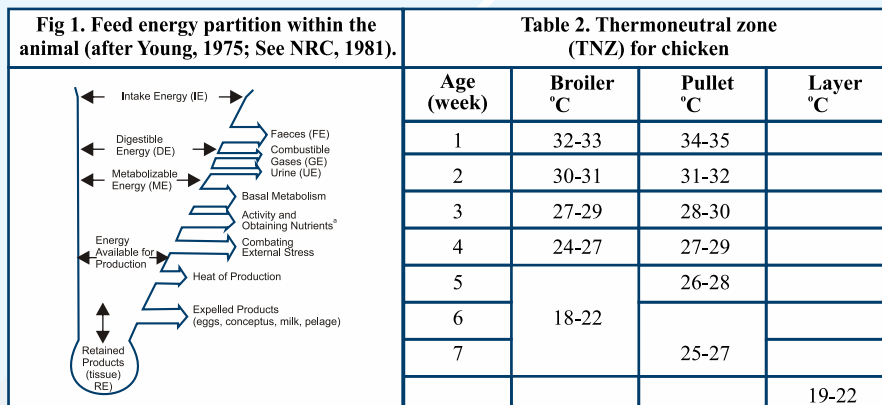 Fig 1. Feed energy partition within the
animal (after Young, 1975; See NRC, 1981).
Intake Energy (IE)
Faeces (FE)
Digestible
Energy (DE)
Combustible
Gases (GE)
Urine (UE)
Metabolizable
Energy (ME)
Basal Metabolism
Activity and
Obtaining Nutrientsª
Energy
Available for
Production
Combating
External Stress
Heat of Production
Expelled Products
(eggs, conceptus, milk, pelage)
Retained
Products
(tissue)
RE)
Table 2. Thermoneutral zone
(TNZ) for chicken
Age (week) Broiler °C Pullet °C Layer °C
1 32-33 34-35
2 30-31 31-32
3 27-29 28-30
4 24-27 27-29
5 26-28
6 18-22
7 25-27
19-22